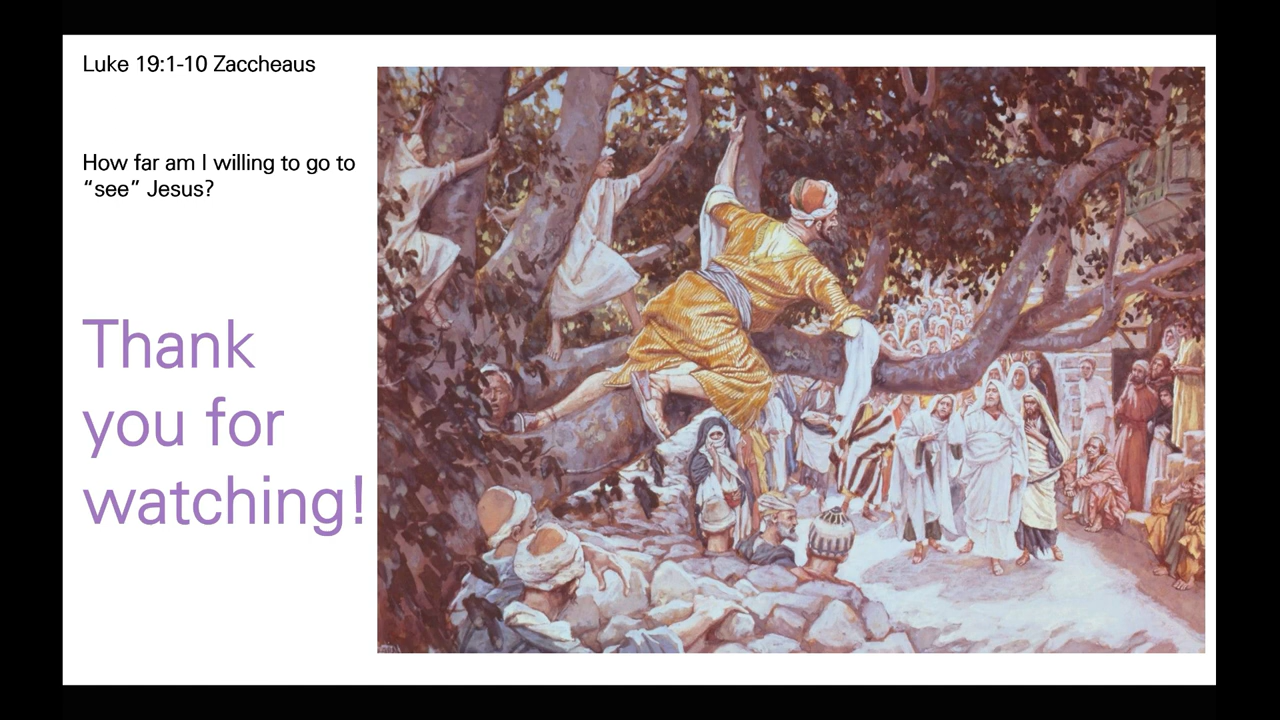 Luke 19:1-10 Zaccheaus
How far am I willing to go to
“see” Jesus?
Thank
you for
watching!